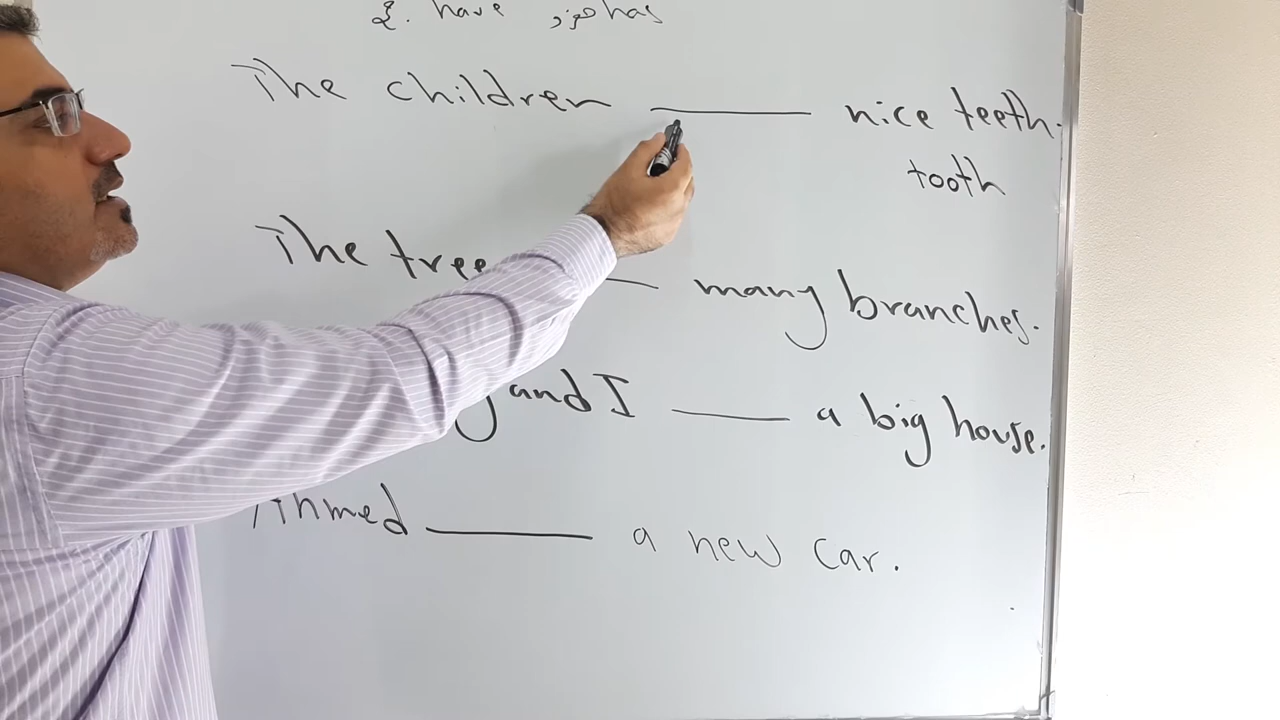 have has
The children ______ nice teeth.
tooth
The tree ___ many branches.
and I ______ a big house.
Ahmed ______ a new car.